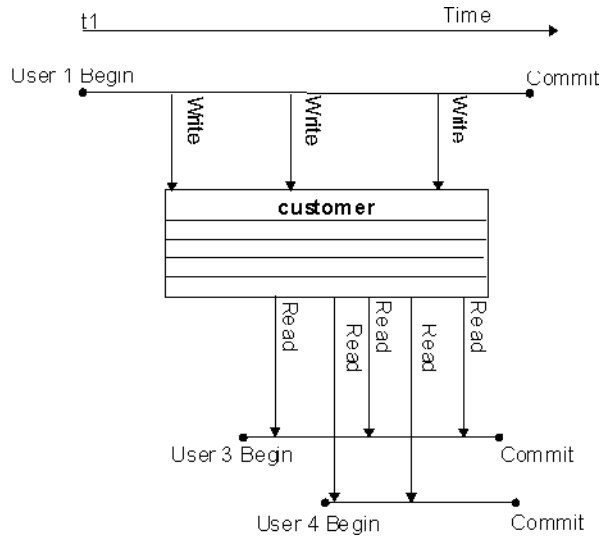 t1 Time
User 1 Begin Commit
Write Write Write
customer
Read Read Read Read Read
User 3 Begin Commit
User 4 Begin Commit